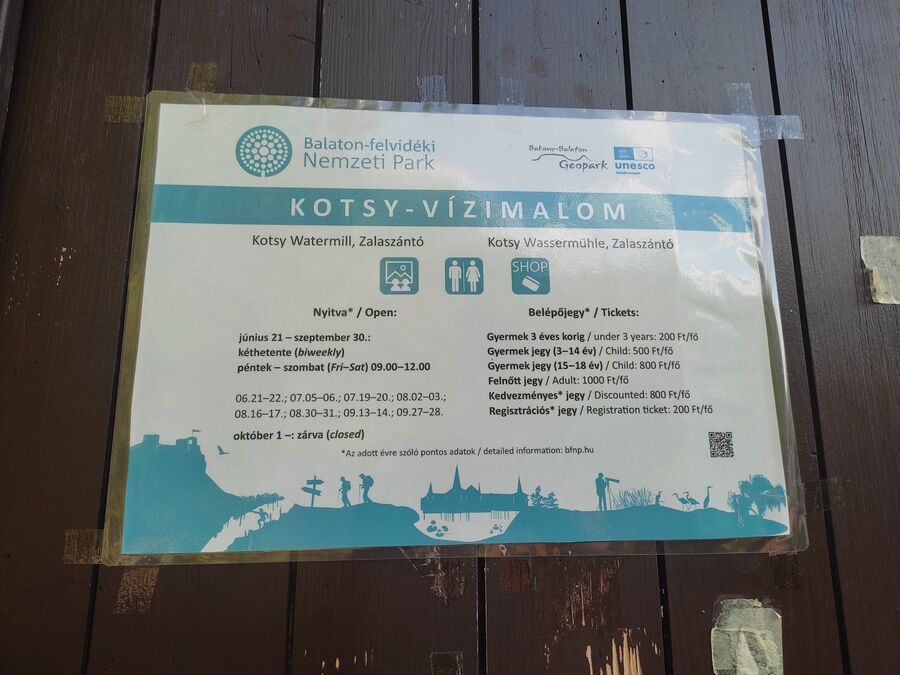 Balaton-felvidéki
Nemzeti Park
Bakony-Balaton
Geopark
unesco
KOTSY-VÍZIMALOM
Kotsy Watermill, Zalaszántó
Kotsy Wassermühle, Zalaszántó
SHOP
Nyitva* / Open:
június 21 – szeptember 30.:
kéthetente (biweekly)
péntek – szombat (Fri–Sat) 09.00–12.00
06.21–22.; 07.05–06.; 07.19–20.; 08.02–03.;
08.16–17.; 08.30–31.; 09.13–14.; 09.27–28.
október 1 –: zárva (closed)
Belépőjegy* / Tickets:
Gyermek 3 éves korig / under 3 years: 200 Ft/fő
Gyermek jegy (3–14 év) / Child: 500 Ft/fő
Gyermek jegy (15–18 év) / Child: 800 Ft/fő
Felnőtt jegy / Adult: 1000 Ft/fő
Kedvezményes* jegy / Discounted: 800 Ft/fő
Regisztrációs* jegy / Registration ticket: 200 Ft/fő
*Az adott évre szóló pontos adatok / detailed information: bfnp.hu